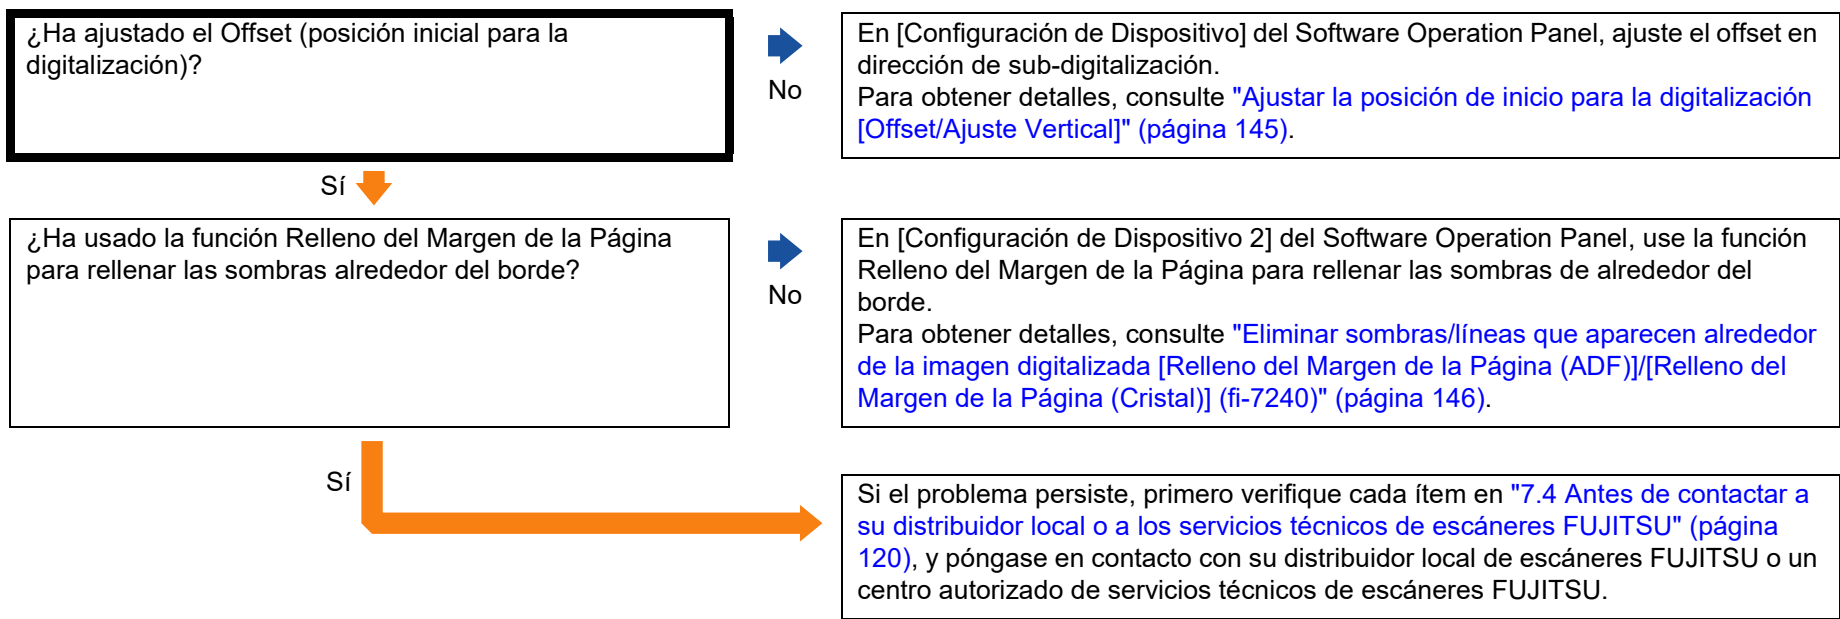 ¿Ha ajustado el Offset (posición inicial para la
digitalización)?
No
En [Configuración de Dispositivo] del Software Operation Panel, ajuste el offset en
dirección de sub-digitalización.
Para obtener detalles, consulte "Ajustar la posición de inicio para la digitalización
[Offset/Ajuste Vertical]" (página 145).
Sí
¿Ha usado la función Relleno del Margen de la Página
para rellenar las sombras alrededor del borde?
No
En [Configuración de Dispositivo 2] del Software Operation Panel, use la función
Relleno del Margen de la Página para rellenar las sombras de alrededor del
borde.
Para obtener detalles, consulte "Eliminar sombras/líneas que aparecen alrededor
de la imagen digitalizada [Relleno del Margen de la Página (ADF)]/[Relleno del
Margen de la Página (Cristal)] (fi-7240)" (página 146).
Sí
Si el problema persiste, primero verifique cada ítem en "7.4 Antes de contactar a
su distribuidor local o a los servicios técnicos de escáneres FUJITSU" (página
120), y póngase en contacto con su distribuidor local de escáneres FUJITSU o un
centro autorizado de servicios técnicos de escáneres FUJITSU.